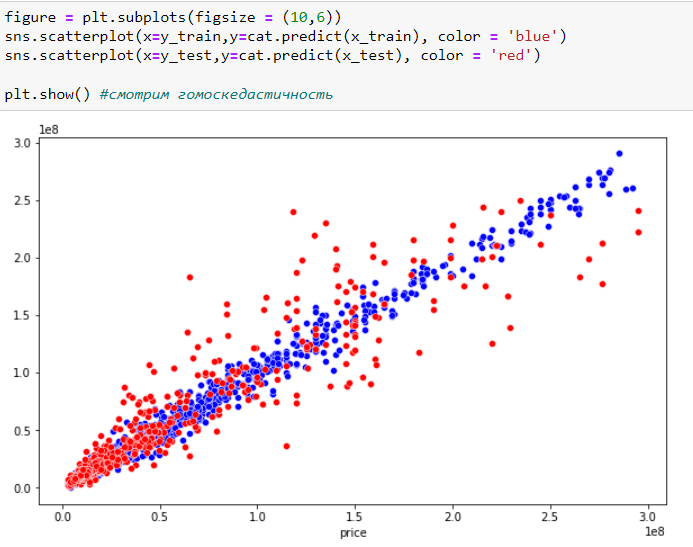 figure = plt.subplots(figsize = (10,6))
sns.scatterplot(x=y_train,y=cat.predict(x_train), color = 'blue')
sns.scatterplot(x=y_test,y=cat.predict(x_test), color = 'red')
plt.show() #смотрим гомоскедастичность
1e8
3.0
2.5
2.0
1.5
1.0
0.5
0.0
0.0 0.5 1.0 1.5 2.0 2.5 3.0
price 1e8